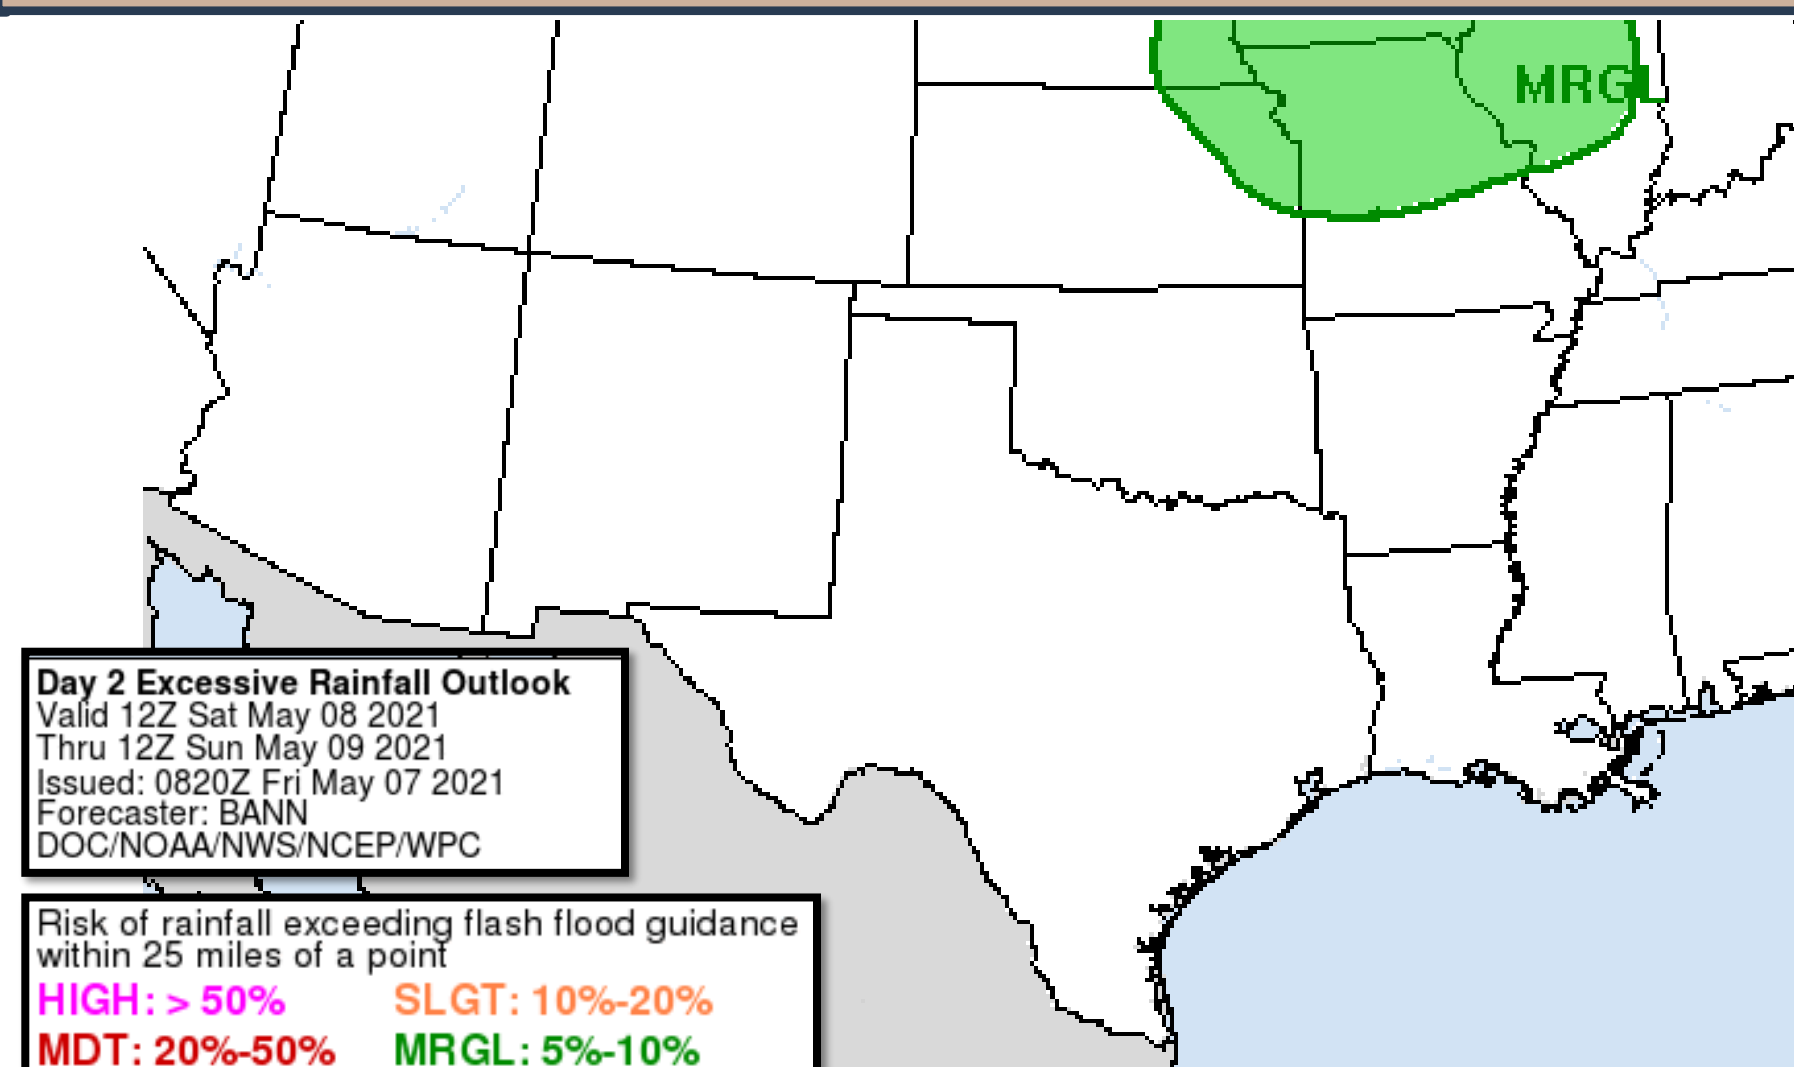 MRGL
Day 2 Excessive Rainfall Outlook
Valid 12Z Sat May 08 2021
Thru 12Z Sun May 09 2021
Issued: 0820Z Fri May 07 2021
Forecaster: BANN
DOC/NOAA/NWS/NCEP/WPC
Risk of rainfall exceeding flash flood guidance
within 25 miles of a point
HIGH: > 50% SLGT: 10%-20%
MDT: 20%-50% MRGL: 5%-10%